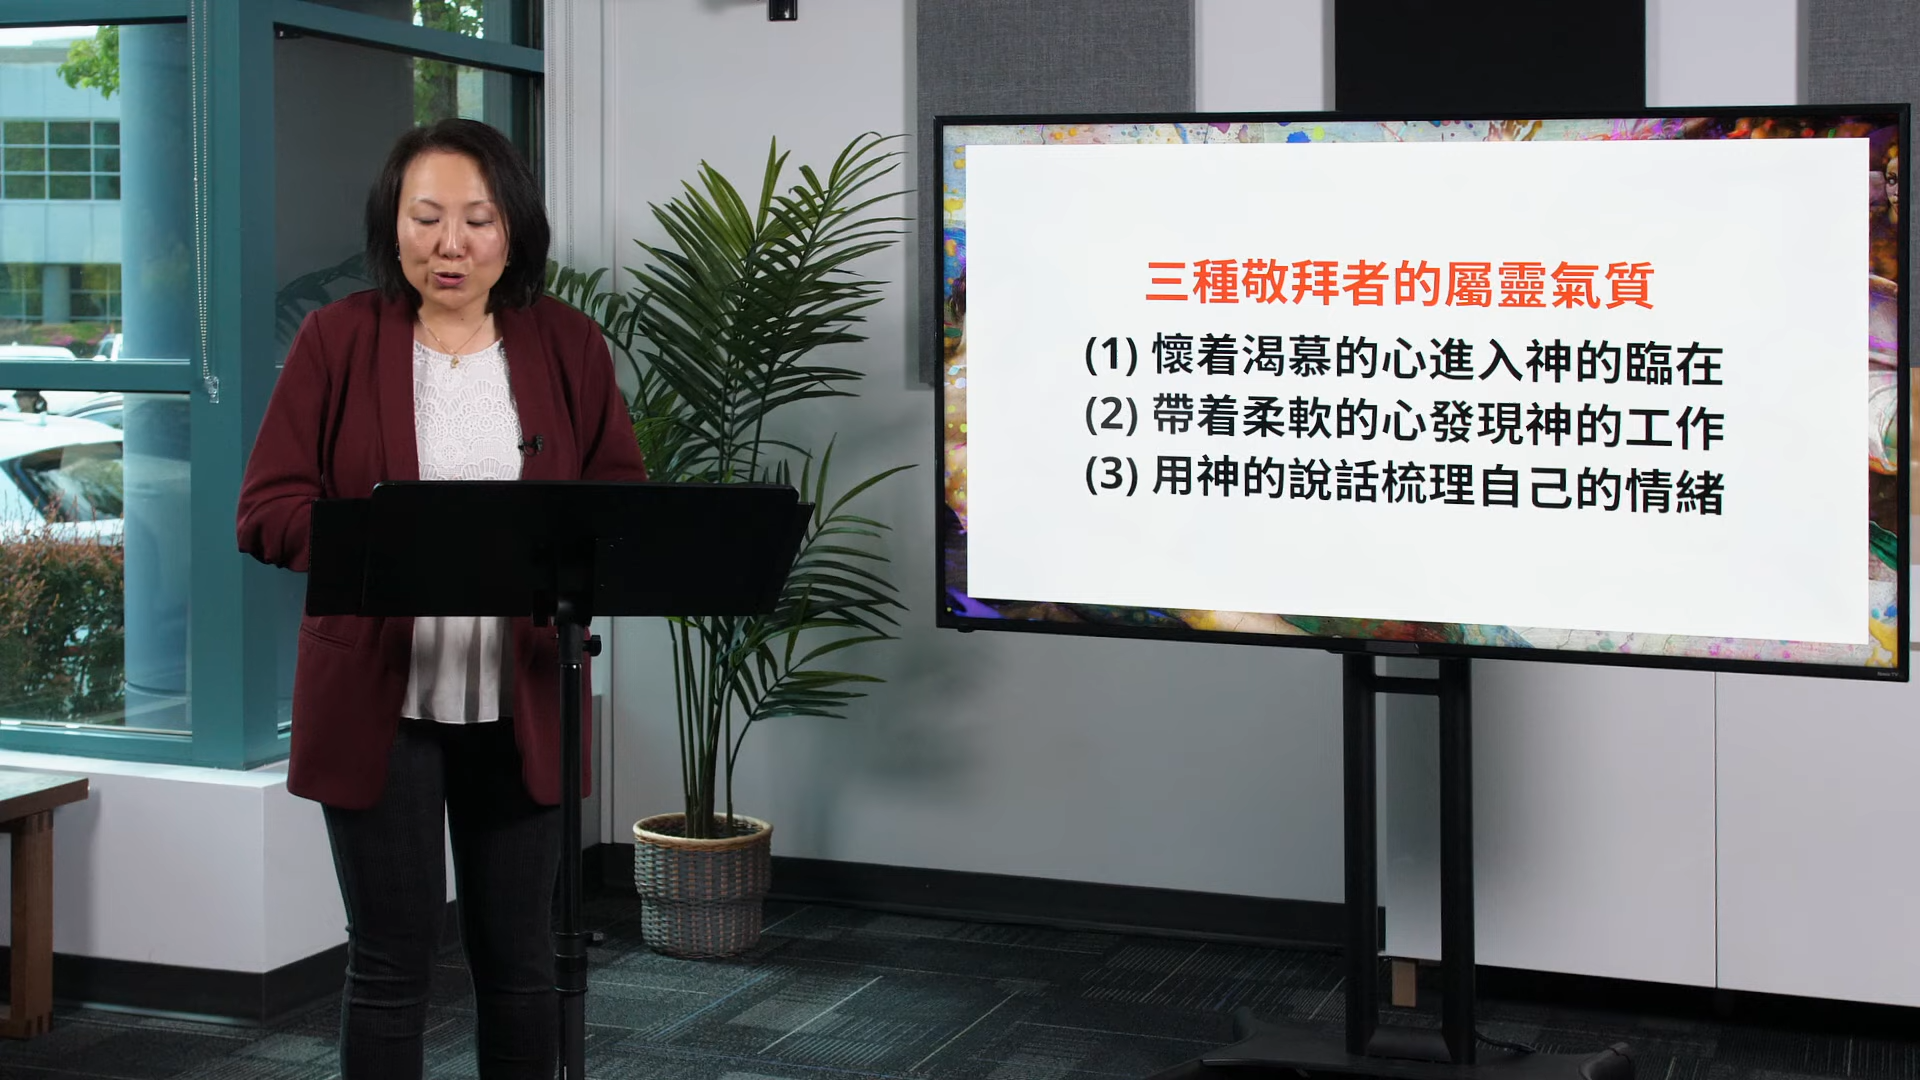 三種敬拜者的屬靈氣質
(1) 懷着渴慕的心進入神的臨在
(2) 帶着柔軟的心發現神的工作
(3) 用神的說話梳理自己的情緒